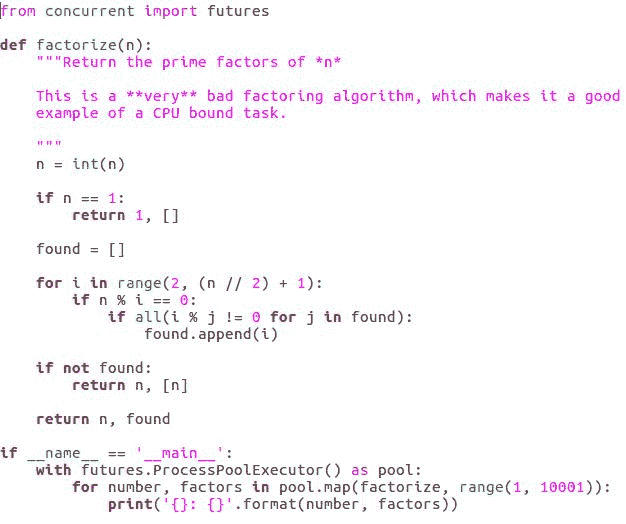 from concurrent import futures
def factorize(n):
    """Return the prime factors of *n*
    This is a **very** bad factoring algorithm, which makes it a good
    example of a CPU bound task.
    """
    n = int(n)
    if n == 1:
        return 1, []
    found = []
    for i in range(2, (n // 2) + 1):
        if n % i == 0:
            if all(i % j != 0 for j in found):
                found.append(i)
    if not found:
        return n, [n]
    return n, found
if __name__ == '__main__':
    with futures.ProcessPoolExecutor() as pool:
        for number, factors in pool.map(factorize, range(1, 10001)):
            print('{}: {}'.format(number, factors))